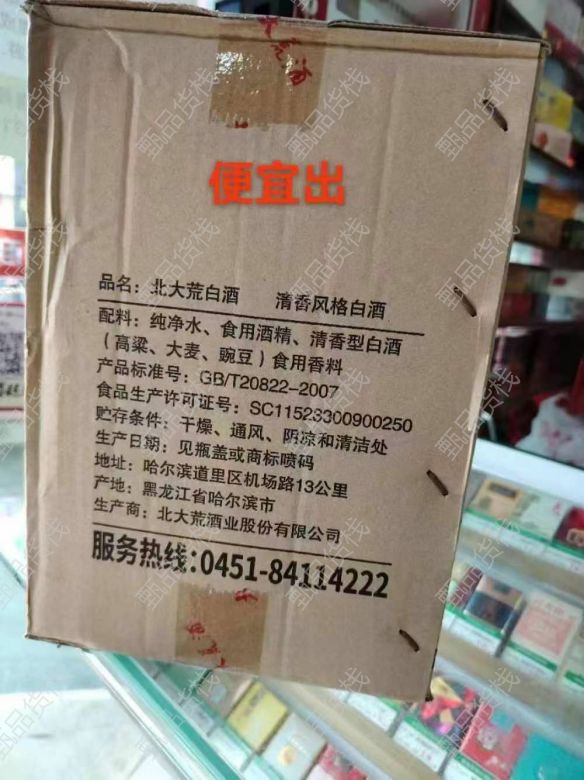 便宜出
品名：北大荒白酒 清香风格白酒
配料：纯净水、食用酒精、清香型白酒
（高粱、大麦、豌豆）食用香料
产品标准号：GB/T20822-2007
食品生产许可证号：SC11523300900250
贮存条件：干燥、通风、阴凉和清洁处
生产日期：见瓶盖或商标喷码
地址：哈尔滨道里区机场路13公里
产地：黑龙江省哈尔滨市
生产商：北大荒酒业股份有限公司
服务热线：0451-84114222
甄品货栈